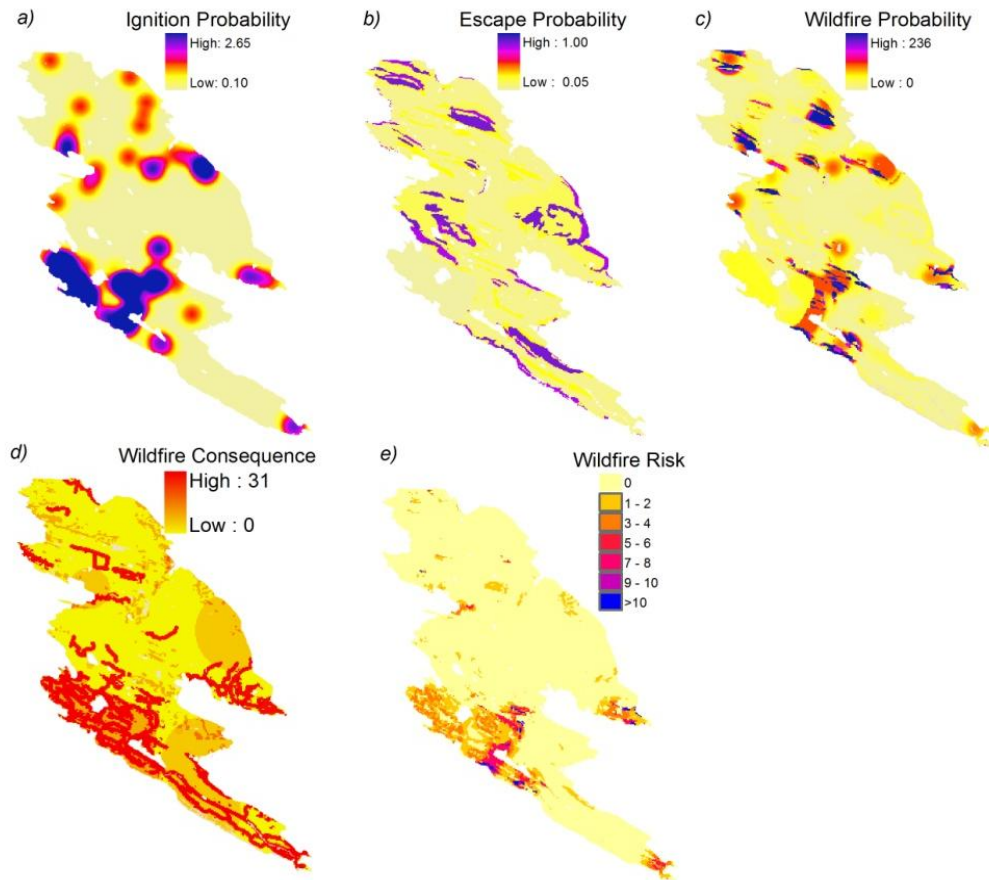 a) Ignition Probability
High: 2.65
Low: 0.10
b) Escape Probability
High : 1.00
Low : 0.05
c) Wildfire Probability
High : 236
Low : 0
d) Wildfire Consequence
High : 31
Low : 0
e) Wildfire Risk
0
1 - 2
3 - 4
5 - 6
7 - 8
9 - 10
>10